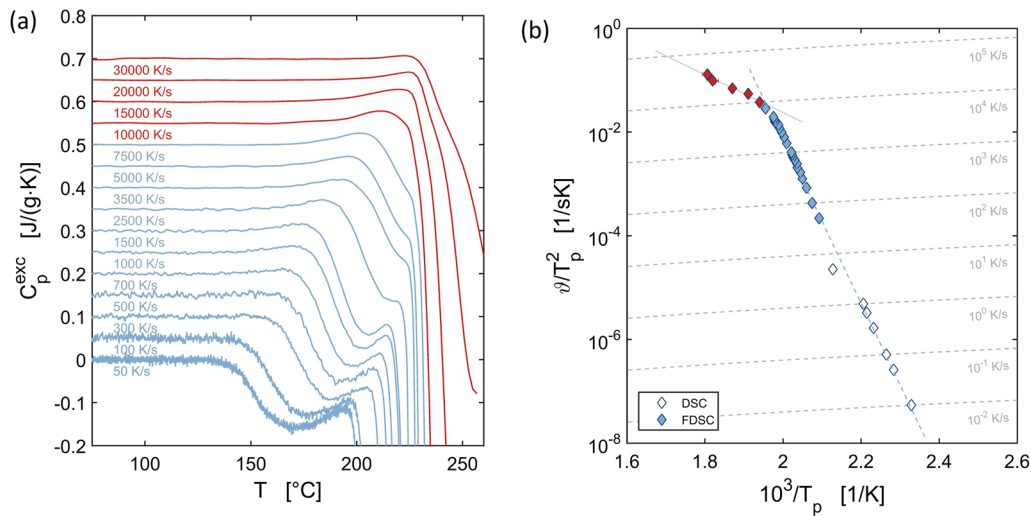 (a)
0.8
0.7
0.6
0.5
0.4
0.3
0.2
0.1
0
-0.1
-0.2
C_p^exc [J/(g·K)]
30000 K/s
20000 K/s
15000 K/s
10000 K/s
7500 K/s
5000 K/s
3500 K/s
2500 K/s
1500 K/s
1000 K/s
700 K/s
500 K/s
300 K/s
100 K/s
50 K/s
100 150 200 250
T [°C]
(b)
10^0
10^-2
10^-4
10^-6
10^-8
ϑ/T_p^2 [1/sK]
10^5 K/s
10^4 K/s
10^3 K/s
10^2 K/s
10^1 K/s
10^0 K/s
10^-1 K/s
10^-2 K/s
DSC
FDSC
1.6 1.8 2 2.2 2.4 2.6
10^3/T_p [1/K]